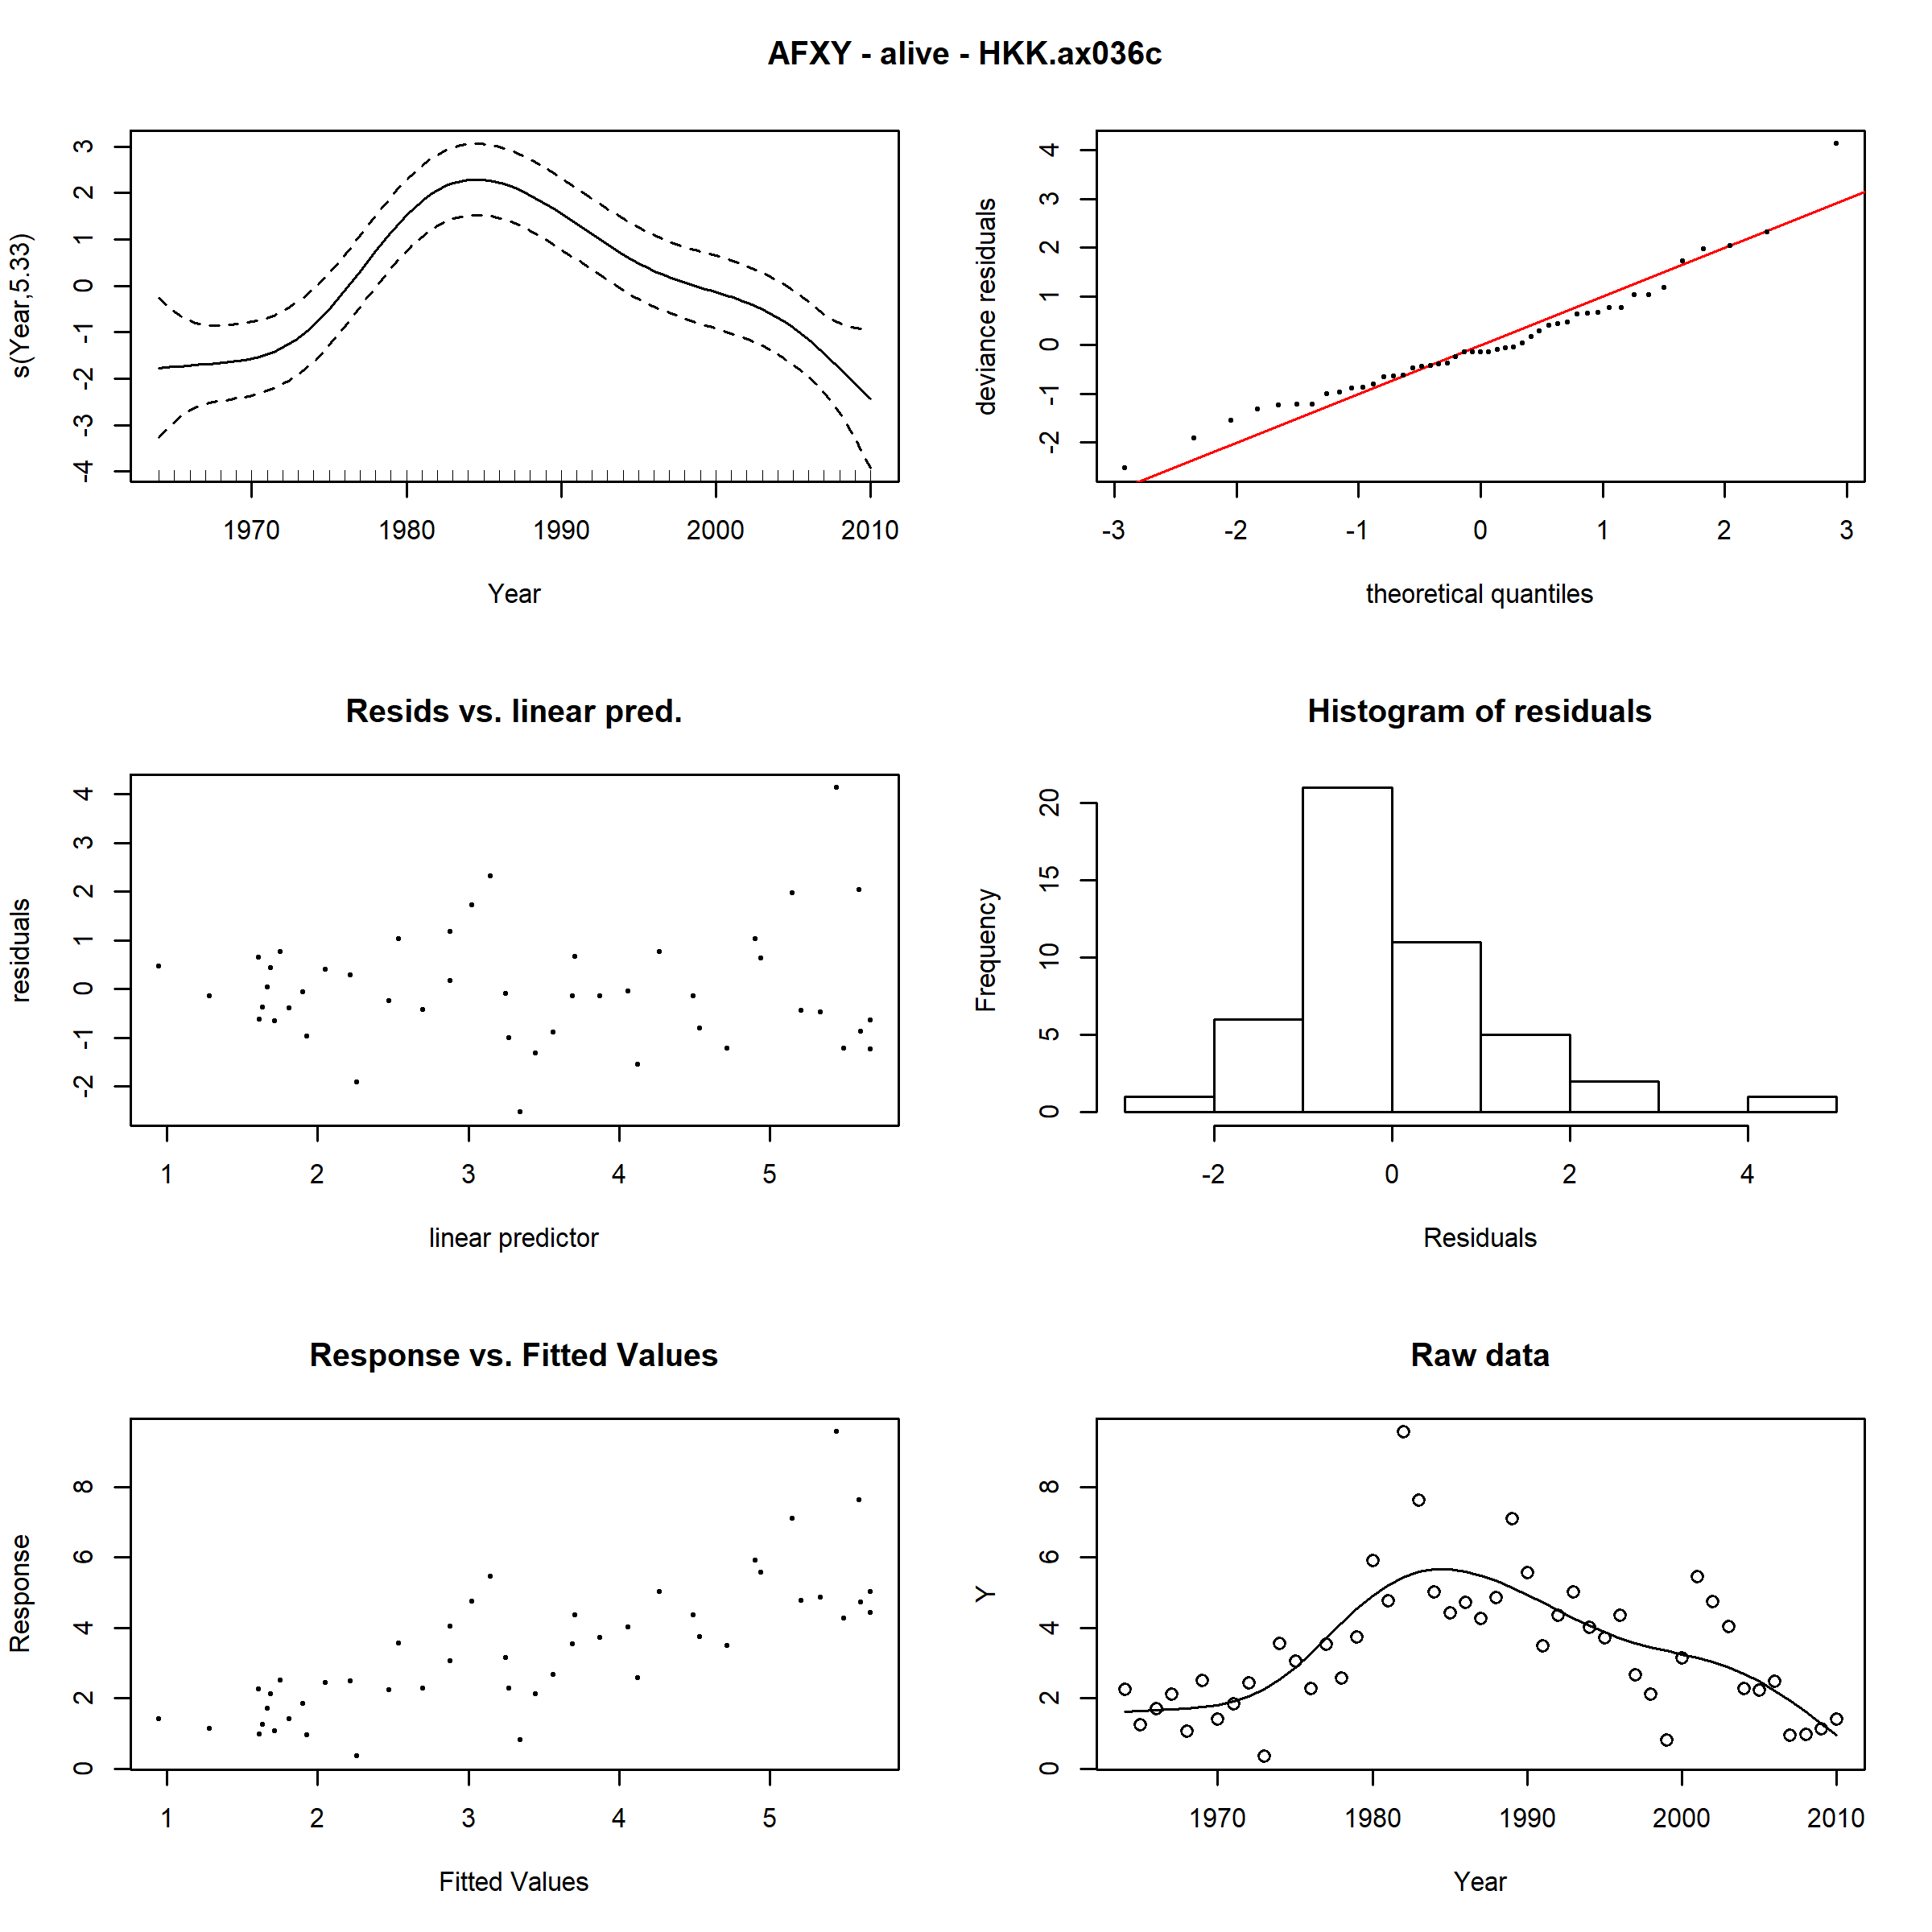 AFXY - alive - HKK.ax036c
s(Year,5.33)
3
2
1
0
-1
-2
-3
-4
1970 1980 1990 2000 2010
Year
deviance residuals
4
3
2
1
0
-1
-2
-3 -2 -1 0 1 2 3
theoretical quantiles
Resids vs. linear pred.
residuals
4
3
2
1
0
-1
-2
1 2 3 4 5
linear predictor
Histogram of residuals
Frequency
20
15
10
5
0
-2 0 2 4
Residuals
Response vs. Fitted Values
Response
8
6
4
2
0
1 2 3 4 5
Fitted Values
Raw data
Y
8
6
4
2
0
1970 1980 1990 2000 2010
Year